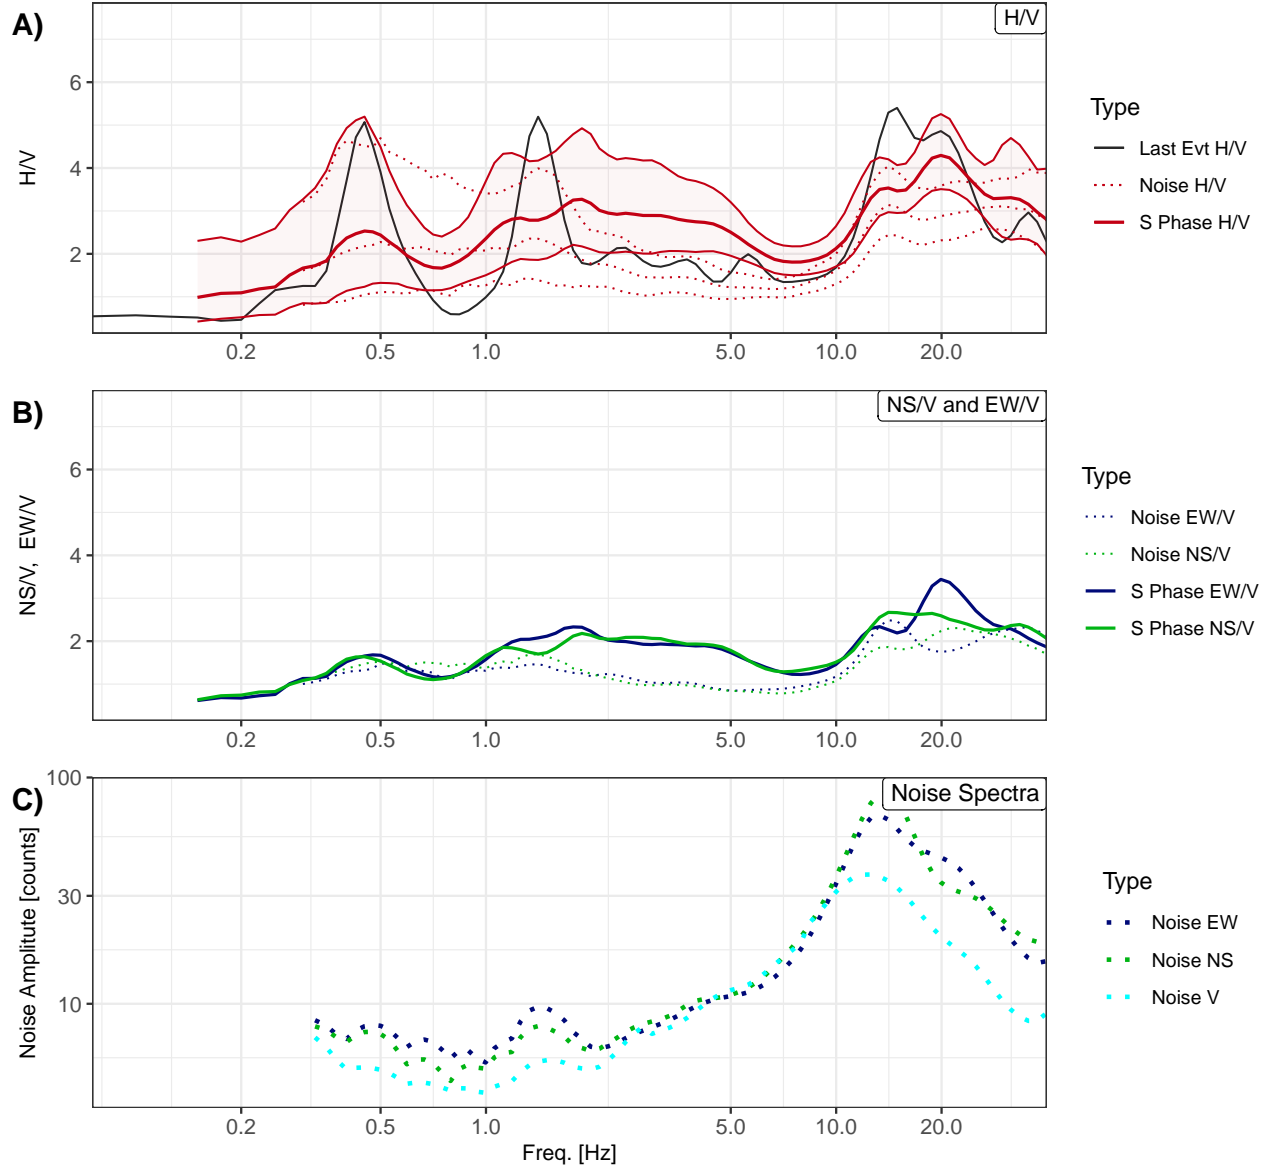 A)
H/V
6
4
2
H/V
0.2 0.5 1.0 5.0 10.0 20.0
Type
Last Evt H/V
Noise H/V
S Phase H/V
B)
NS/V and EW/V
6
4
2
NS/V,  EW/V
0.2 0.5 1.0 5.0 10.0 20.0
Type
Noise EW/V
Noise NS/V
S Phase EW/V
S Phase NS/V
C)
Noise Spectra
100
30
10
Noise Amplitute [counts]
0.2 0.5 1.0 5.0 10.0 20.0
Freq. [Hz]
Type
Noise EW
Noise NS
Noise V